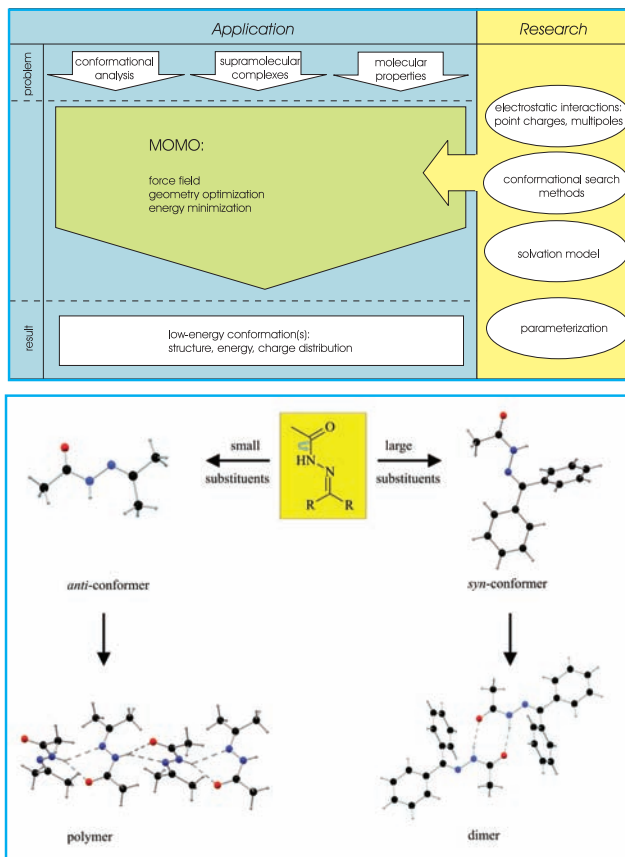 Application
Research
problem
conformational
analysis
supramolecular
complexes
molecular
properties
electrostatic interactions:
point charges, multipoles
MOMO:
force field
geometry optimization
energy minimization
conformational search
methods
solvation model
result
low-energy conformation(s):
structure, energy, charge distribution
parameterization
small
substituents
O
HN
N
R
R
large
substituents
anti-conformer
syn-conformer
polymer
dimer